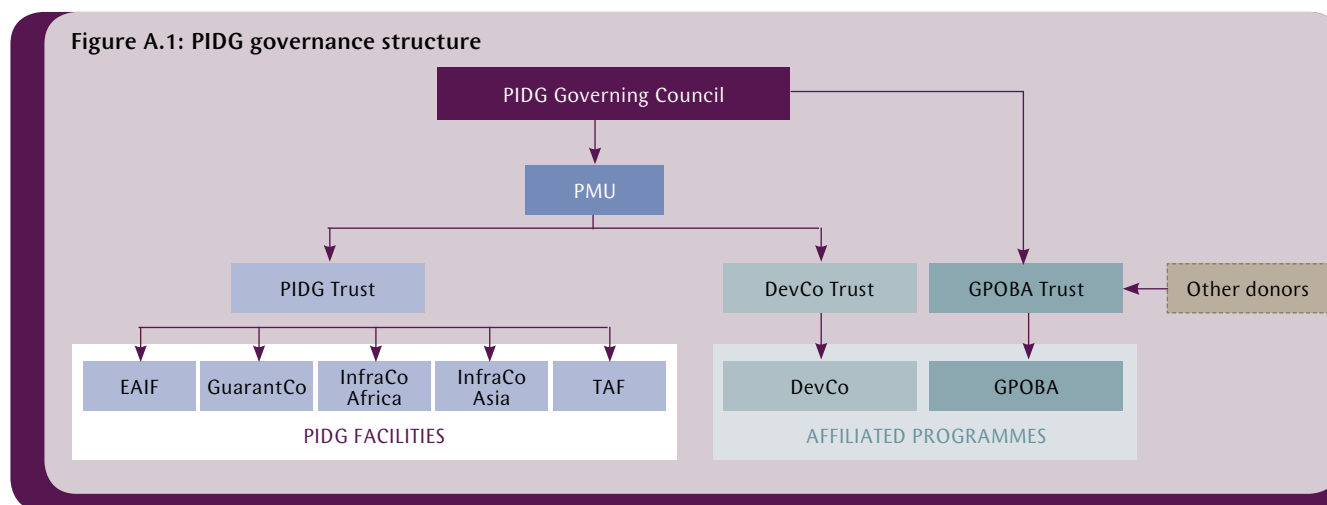 Figure A.1: PIDG governance structure
PIDG Governing Council
PMU
PIDG Trust
DevCo Trust
GPOBA Trust
Other donors
EAIF
GuarantCo
InfraCo
Africa
InfraCo
Asia
TAF
DevCo
GPOBA
PIDG FACILITIES
AFFILIATED PROGRAMMES